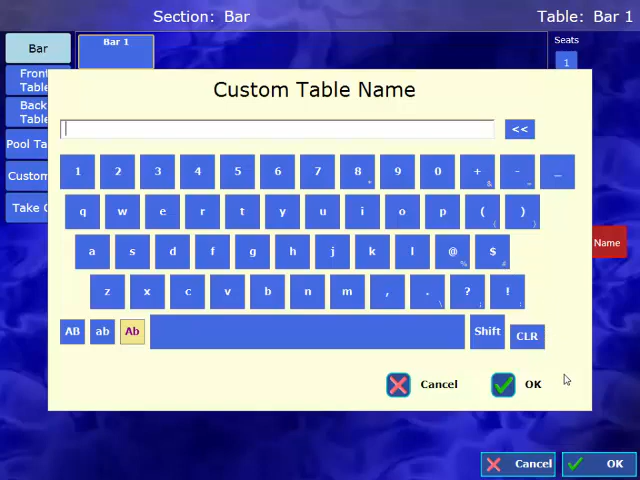 Section: Bar
Table: Bar 1
Bar
Bar 1
Seats
1
Front
Table
Back
Table
Pool Ta
Custom
Take
Name
Custom Table Name
<<
1 2 3 4 5 6 7 8 * 9 0 + & - = _
q w e r t y u i o p ( ( ) )
a s d f g h j k l @ % $ #
z x c v b n m , . \ ? ; ! :
AB ab Ab Shift CLR
Cancel OK
Cancel OK